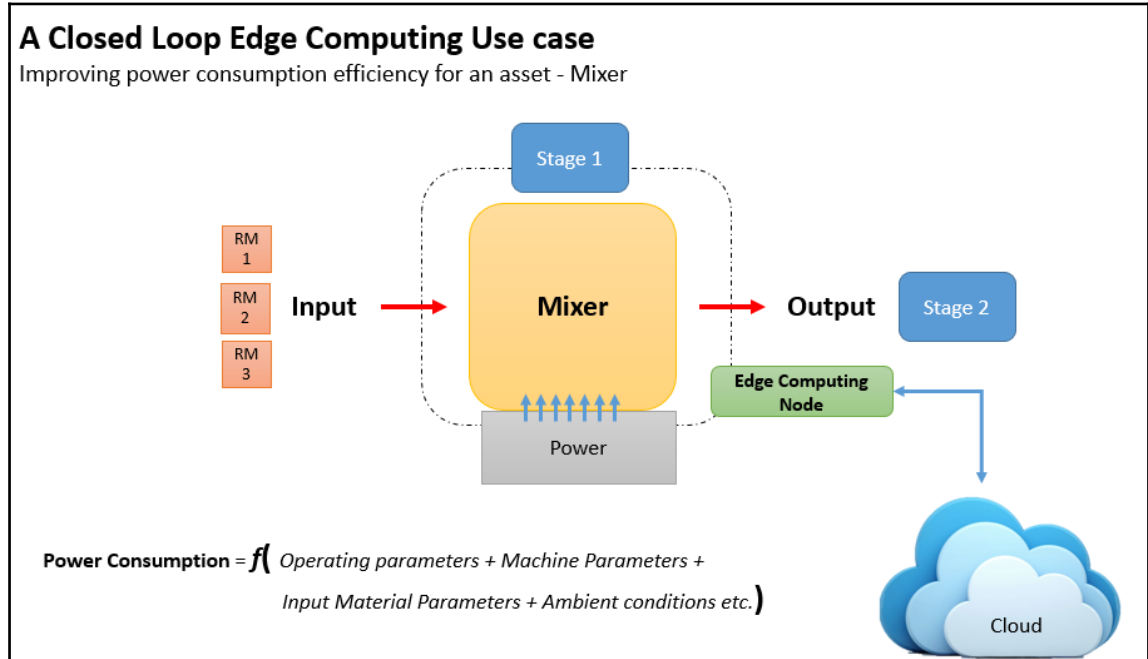 A Closed Loop Edge Computing Use case
Improving power consumption efficiency for an asset - Mixer
Stage 1
RM
1
RM
2
RM
3
Input
Mixer
Output
Stage 2
Edge Computing
Node
Power
Power Consumption = f( Operating parameters + Machine Parameters +
Input Material Parameters + Ambient conditions etc.)
Cloud